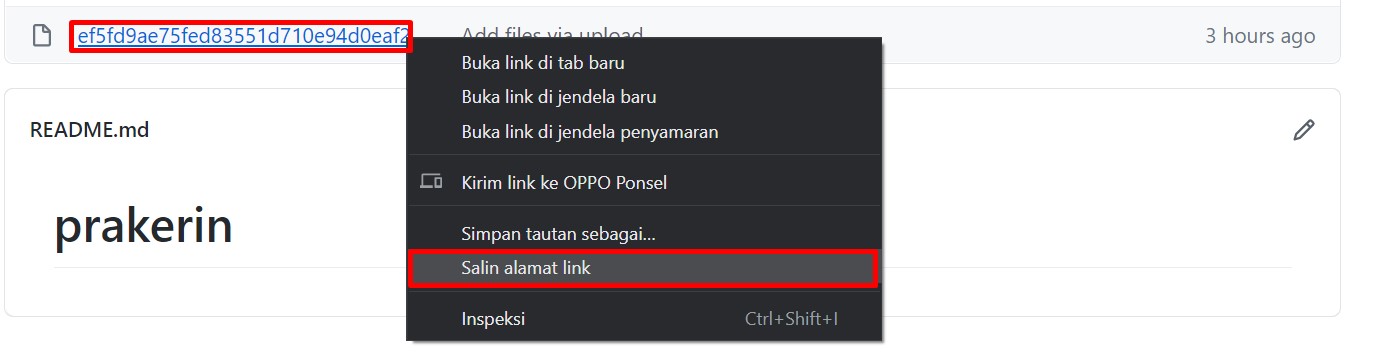 ef5fd9ae75fed83551d710e94d0eaf2 Add files via upload 3 hours ago
Buka link di tab baru
Buka link di jendela baru
Buka link di jendela penyamaran
README.md
Kirim link ke OPPO Ponsel
prakerin
Simpan tautan sebagai...
Salin alamat link
Inspeksi Ctrl+Shift+I